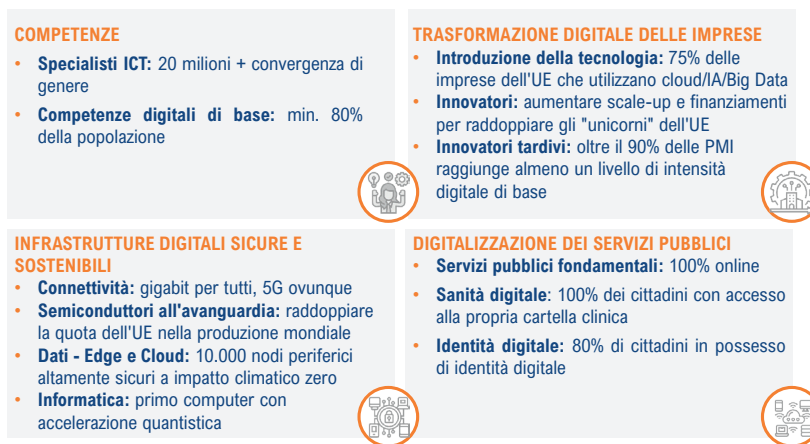 COMPETENZE
• Specialisti ICT: 20 milioni + convergenza di
genere
• Competenze digitali di base: min. 80%
della popolazione
TRASFORMAZIONE DIGITALE DELLE IMPRESE
• Introduzione della tecnologia: 75% delle
imprese dell'UE che utilizzano cloud/IA/Big Data
• Innovatori: aumentare scale-up e finanziamenti
per raddoppiare gli "unicorni" dell'UE
• Innovatori tardivi: oltre il 90% delle PMI
raggiunge almeno un livello di intensità
digitale di base
INFRASTRUTTURE DIGITALI SICURE E
SOSTENIBILI
• Connettività: gigabit per tutti, 5G ovunque
• Semiconduttori all'avanguardia: raddoppiare
la quota dell'UE nella produzione mondiale
• Dati - Edge e Cloud: 10.000 nodi periferici
altamente sicuri a impatto climatico zero
• Informatica: primo computer con
accelerazione quantistica
DIGITALIZZAZIONE DEI SERVIZI PUBBLICI
• Servizi pubblici fondamentali: 100% online
• Sanità digitale: 100% dei cittadini con accesso
alla propria cartella clinica
• Identità digitale: 80% di cittadini in possesso
di identità digitale